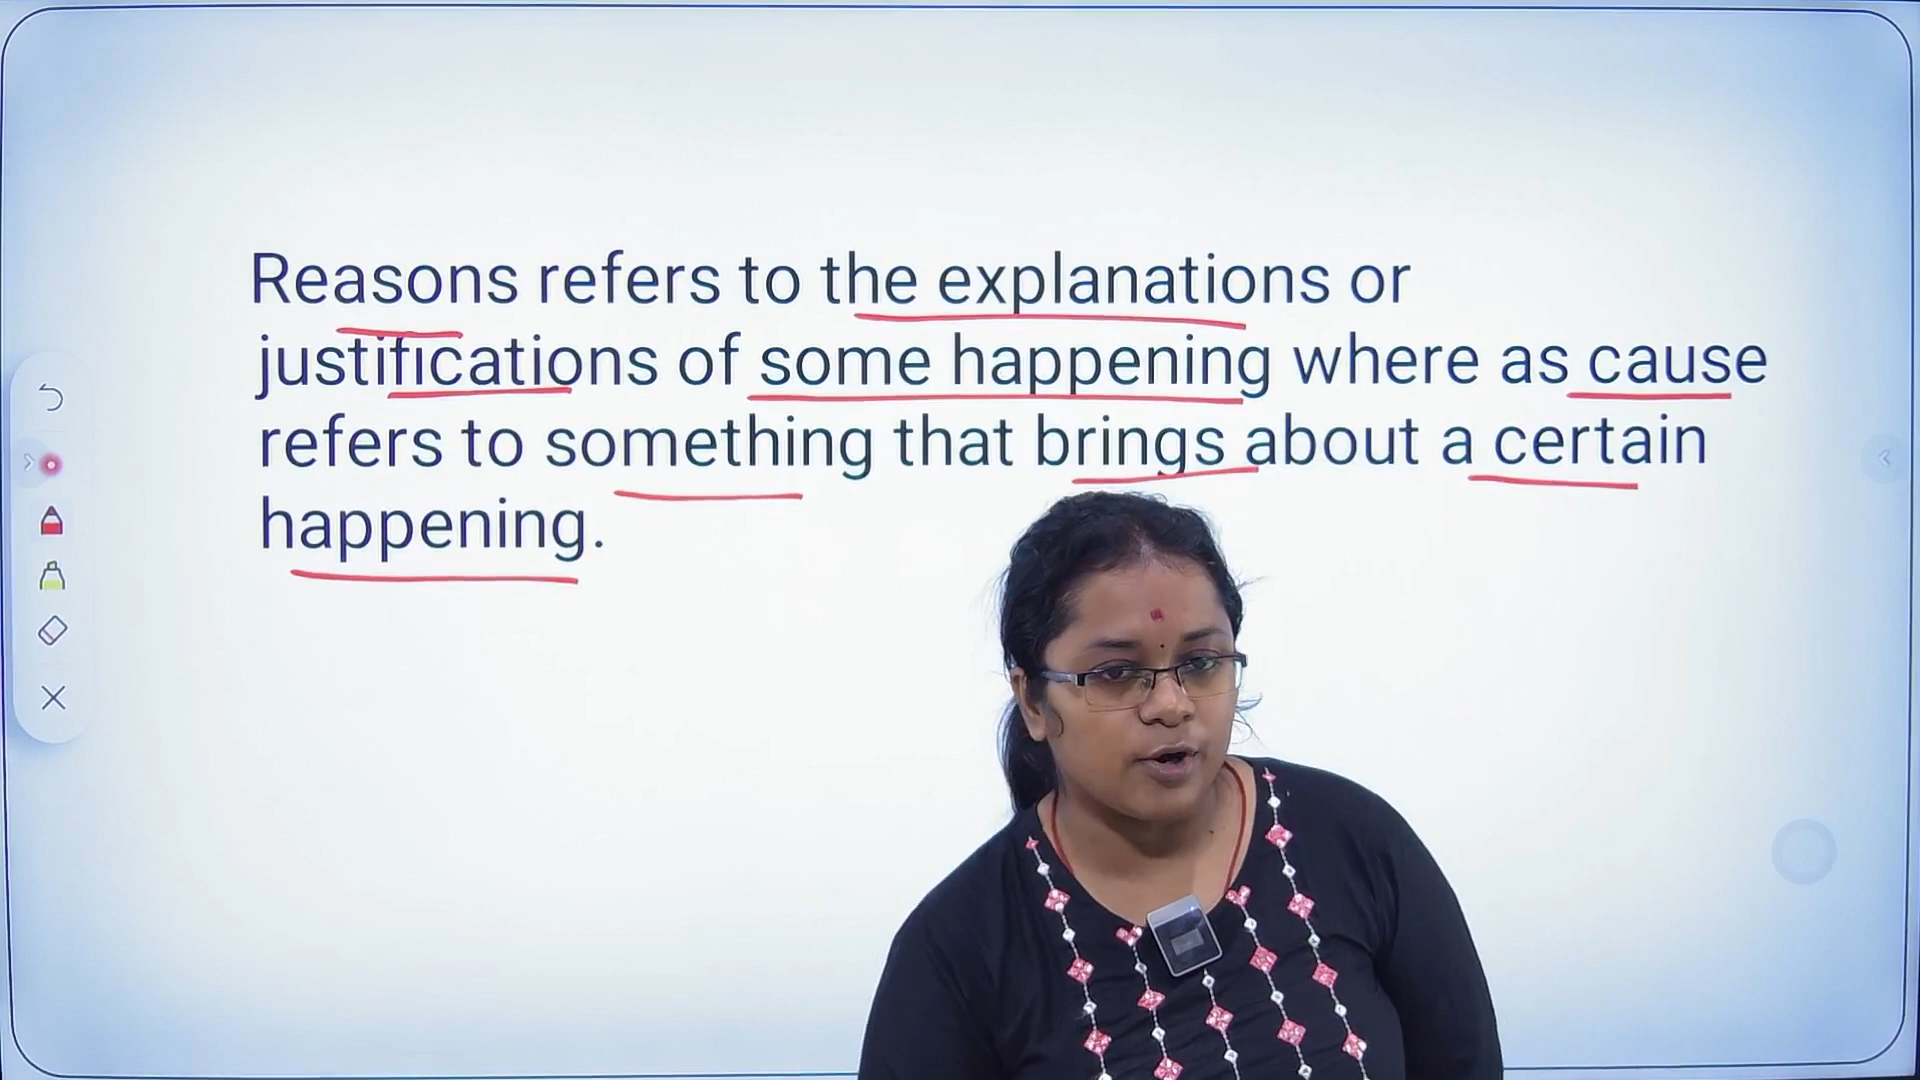 Reasons refers to the explanations or
justifications of some happening where as cause
refers to something that brings about a certain
happening.